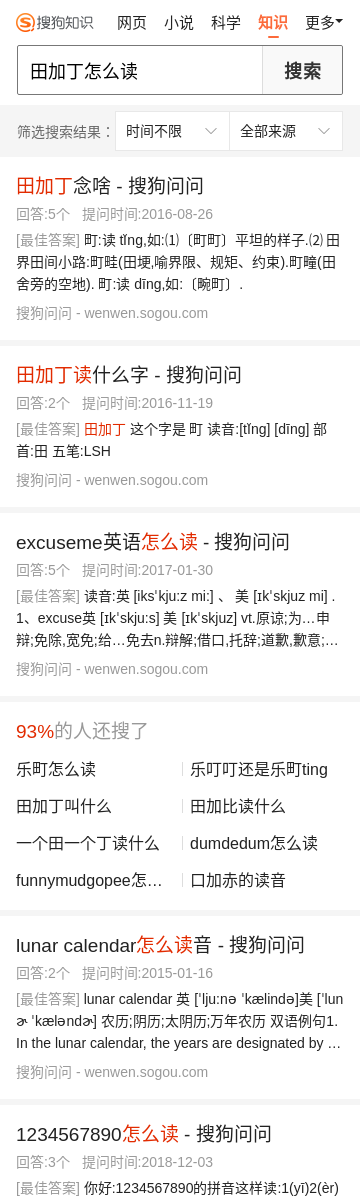 搜狗知识 网页 小说 科学 知识 更多
田加丁怎么读 搜索
筛选搜索结果： 时间不限 全部来源
田加丁念啥 - 搜狗问问
回答:5个 提问时间:2016-08-26
[最佳答案] 町:读 tǐng,如:⑴〔町町〕平坦的样子.⑵ 田
界田间小路:町畦(田埂,喻界限、规矩、约束).町疃(田
舍旁的空地). 町:读 dīng,如:〔畹町〕.
搜狗问问 - wenwen.sogou.com
田加丁读什么字 - 搜狗问问
回答:2个 提问时间:2016-11-19
[最佳答案] 田加丁 这个字是 町 读音:[tǐng] [dīng] 部
首:田 五笔:LSH
搜狗问问 - wenwen.sogou.com
excuseme英语怎么读 - 搜狗问问
回答:5个 提问时间:2017-01-30
[最佳答案] 读音:英 [iksˈkju:z mi:] 、 美 [ɪkˈskjuz mi] .
1、excuse英 [ɪkˈskju:s] 美 [ɪkˈskjuz] vt.原谅;为…申
辩;免除,宽免;给…免去n.辩解;借口,托辞;道歉,歉意;…
搜狗问问 - wenwen.sogou.com
93%的人还搜了
乐町怎么读 乐叮叮还是乐町ting
田加丁叫什么 田加比读什么
一个田一个丁读什么 dumdedum怎么读
funnymudgopee怎… 口加赤的读音
lunar calendar怎么读音 - 搜狗问问
回答:2个 提问时间:2015-01-16
[最佳答案] lunar calendar 英 [ˈlju:nə ˈkælində]美 [ˈlun
ɚ ˈkæləndɚ] 农历;阴历;太阴历;万年农历 双语例句1.
In the lunar calendar, the years are designated by …
搜狗问问 - wenwen.sogou.com
1234567890怎么读 - 搜狗问问
回答:3个 提问时间:2018-12-03
[最佳答案] 你好:1234567890的拼音这样读:1(yī)2(èr)